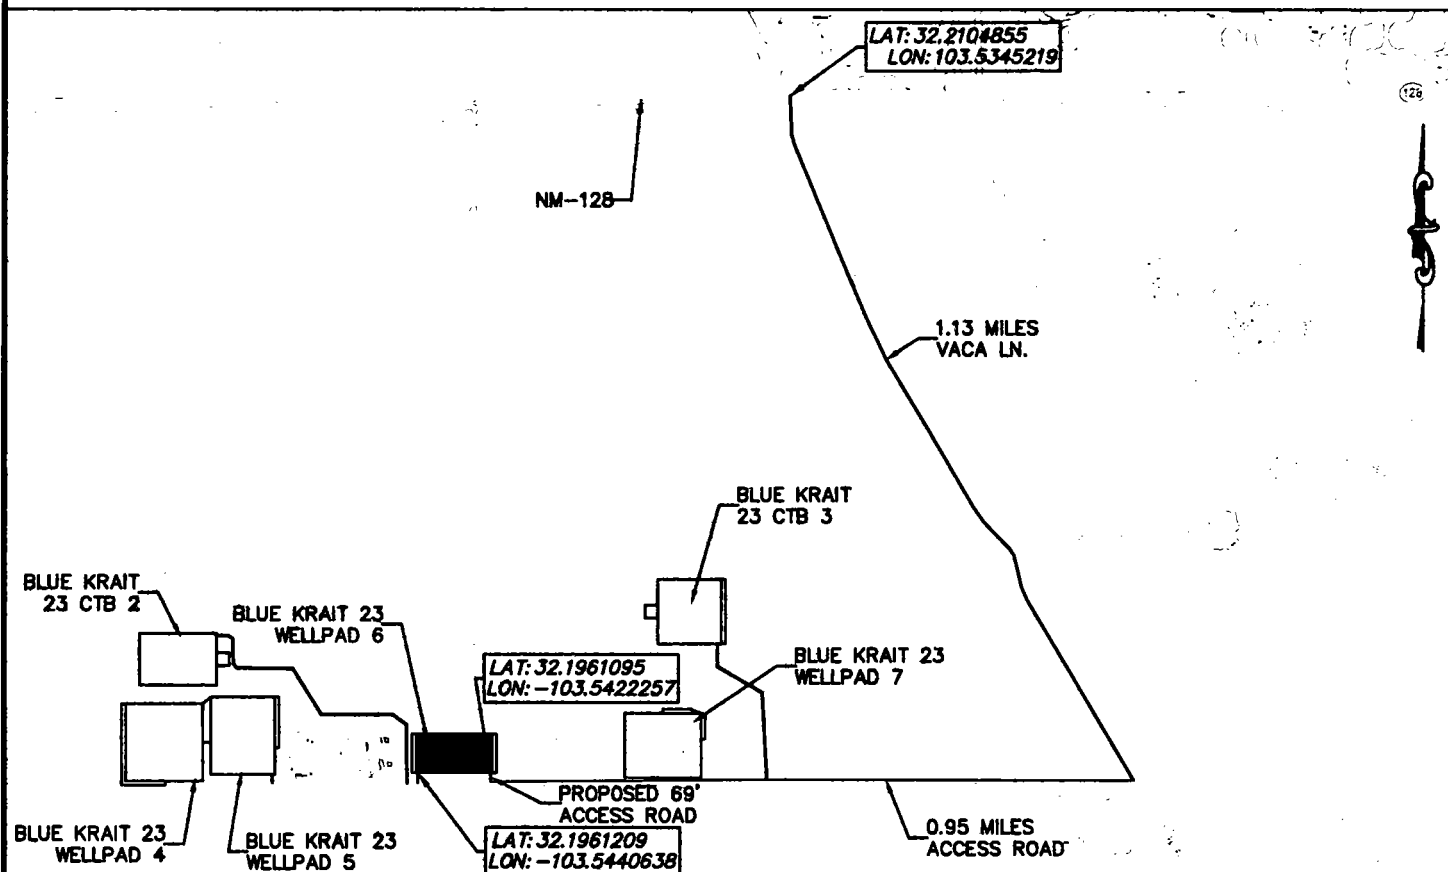 LAT: 32.2104855
LON: 103.5345219
128
NM-128
1.13 MILES
VACA LN.
BLUE KRAIT
23 CTB 3
BLUE KRAIT
23 CTB 2
BLUE KRAIT 23
WELLPAD 6
LAT: 32.1961095
LON: -103.5422257
BLUE KRAIT 23
WELLPAD 7
PROPOSED 69'
ACCESS ROAD
BLUE KRAIT 23
WELLPAD 4
BLUE KRAIT 23
WELLPAD 5
LAT: 32.1961209
LON: -103.5440638
0.95 MILES
ACCESS ROAD